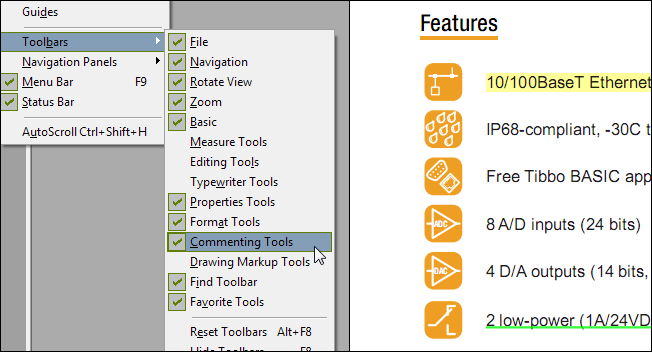 Guides
Toolbars
Navigation Panels
Menu Bar F9
Status Bar
AutoScroll Ctrl+Shift+H
File
Navigation
Rotate View
Zoom
Basic
Measure Tools
Editing Tools
Typewriter Tools
Properties Tools
Format Tools
Commenting Tools
Drawing Markup Tools
Find Toolbar
Favorite Tools
Reset Toolbars Alt+F8
Hide Toolbars F8
Features
10/100BaseT Ethernet
IP68-compliant, -30C t
Free Tibbo BASIC app
ADC
8 A/D inputs (24 bits)
DAC
4 D/A outputs (14 bits,
F
L
2 low-power (1A/24VD